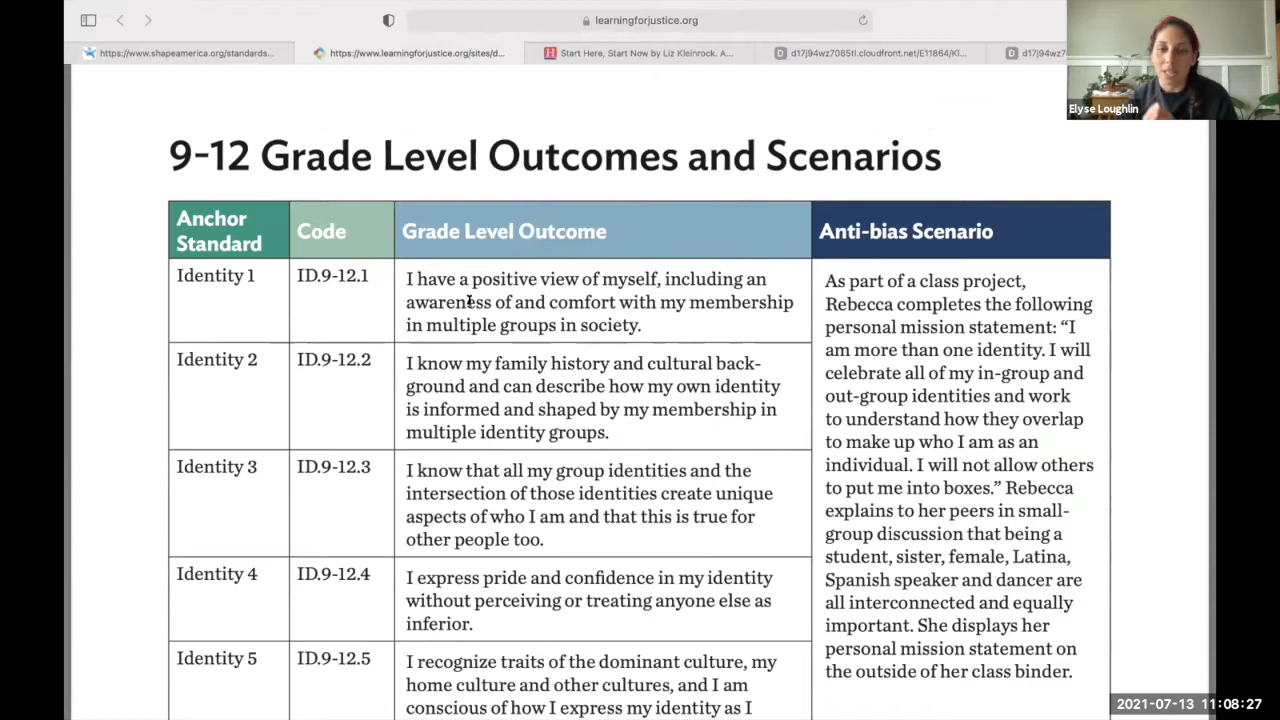 learningforjustice.org
https://www.shapeamerica.org/standards...
https://www.learningforjustice.org/sites/d...
Start Here, Start Now by Liz Kleinrock. A...
d17j94wz7065tl.cloudfront.net/E11864/Kl...
d17j94wz7
Elyse Loughlin
9-12 Grade Level Outcomes and Scenarios
Anchor
Standard
Code
Grade Level Outcome
Anti-bias Scenario
Identity 1
ID.9-12.1
I have a positive view of myself, including an
awareness of and comfort with my membership
in multiple groups in society.
Identity 2
ID.9-12.2
I know my family history and cultural back-
ground and can describe how my own identity
is informed and shaped by my membership in
multiple identity groups.
Identity 3
ID.9-12.3
I know that all my group identities and the
intersection of those identities create unique
aspects of who I am and that this is true for
other people too.
Identity 4
ID.9-12.4
I express pride and confidence in my identity
without perceiving or treating anyone else as
inferior.
Identity 5
ID.9-12.5
I recognize traits of the dominant culture, my
home culture and other cultures, and I am
conscious of how I express my identity as I
As part of a class project,
Rebecca completes the following
personal mission statement: “I
am more than one identity. I will
celebrate all of my in-group and
out-group identities and work
to understand how they overlap
to make up who I am as an
individual. I will not allow others
to put me into boxes.” Rebecca
explains to her peers in small-
group discussion that being a
student, sister, female, Latina,
Spanish speaker and dancer are
all interconnected and equally
important. She displays her
personal mission statement on
the outside of her class binder.
2021-07-13 11:08:27